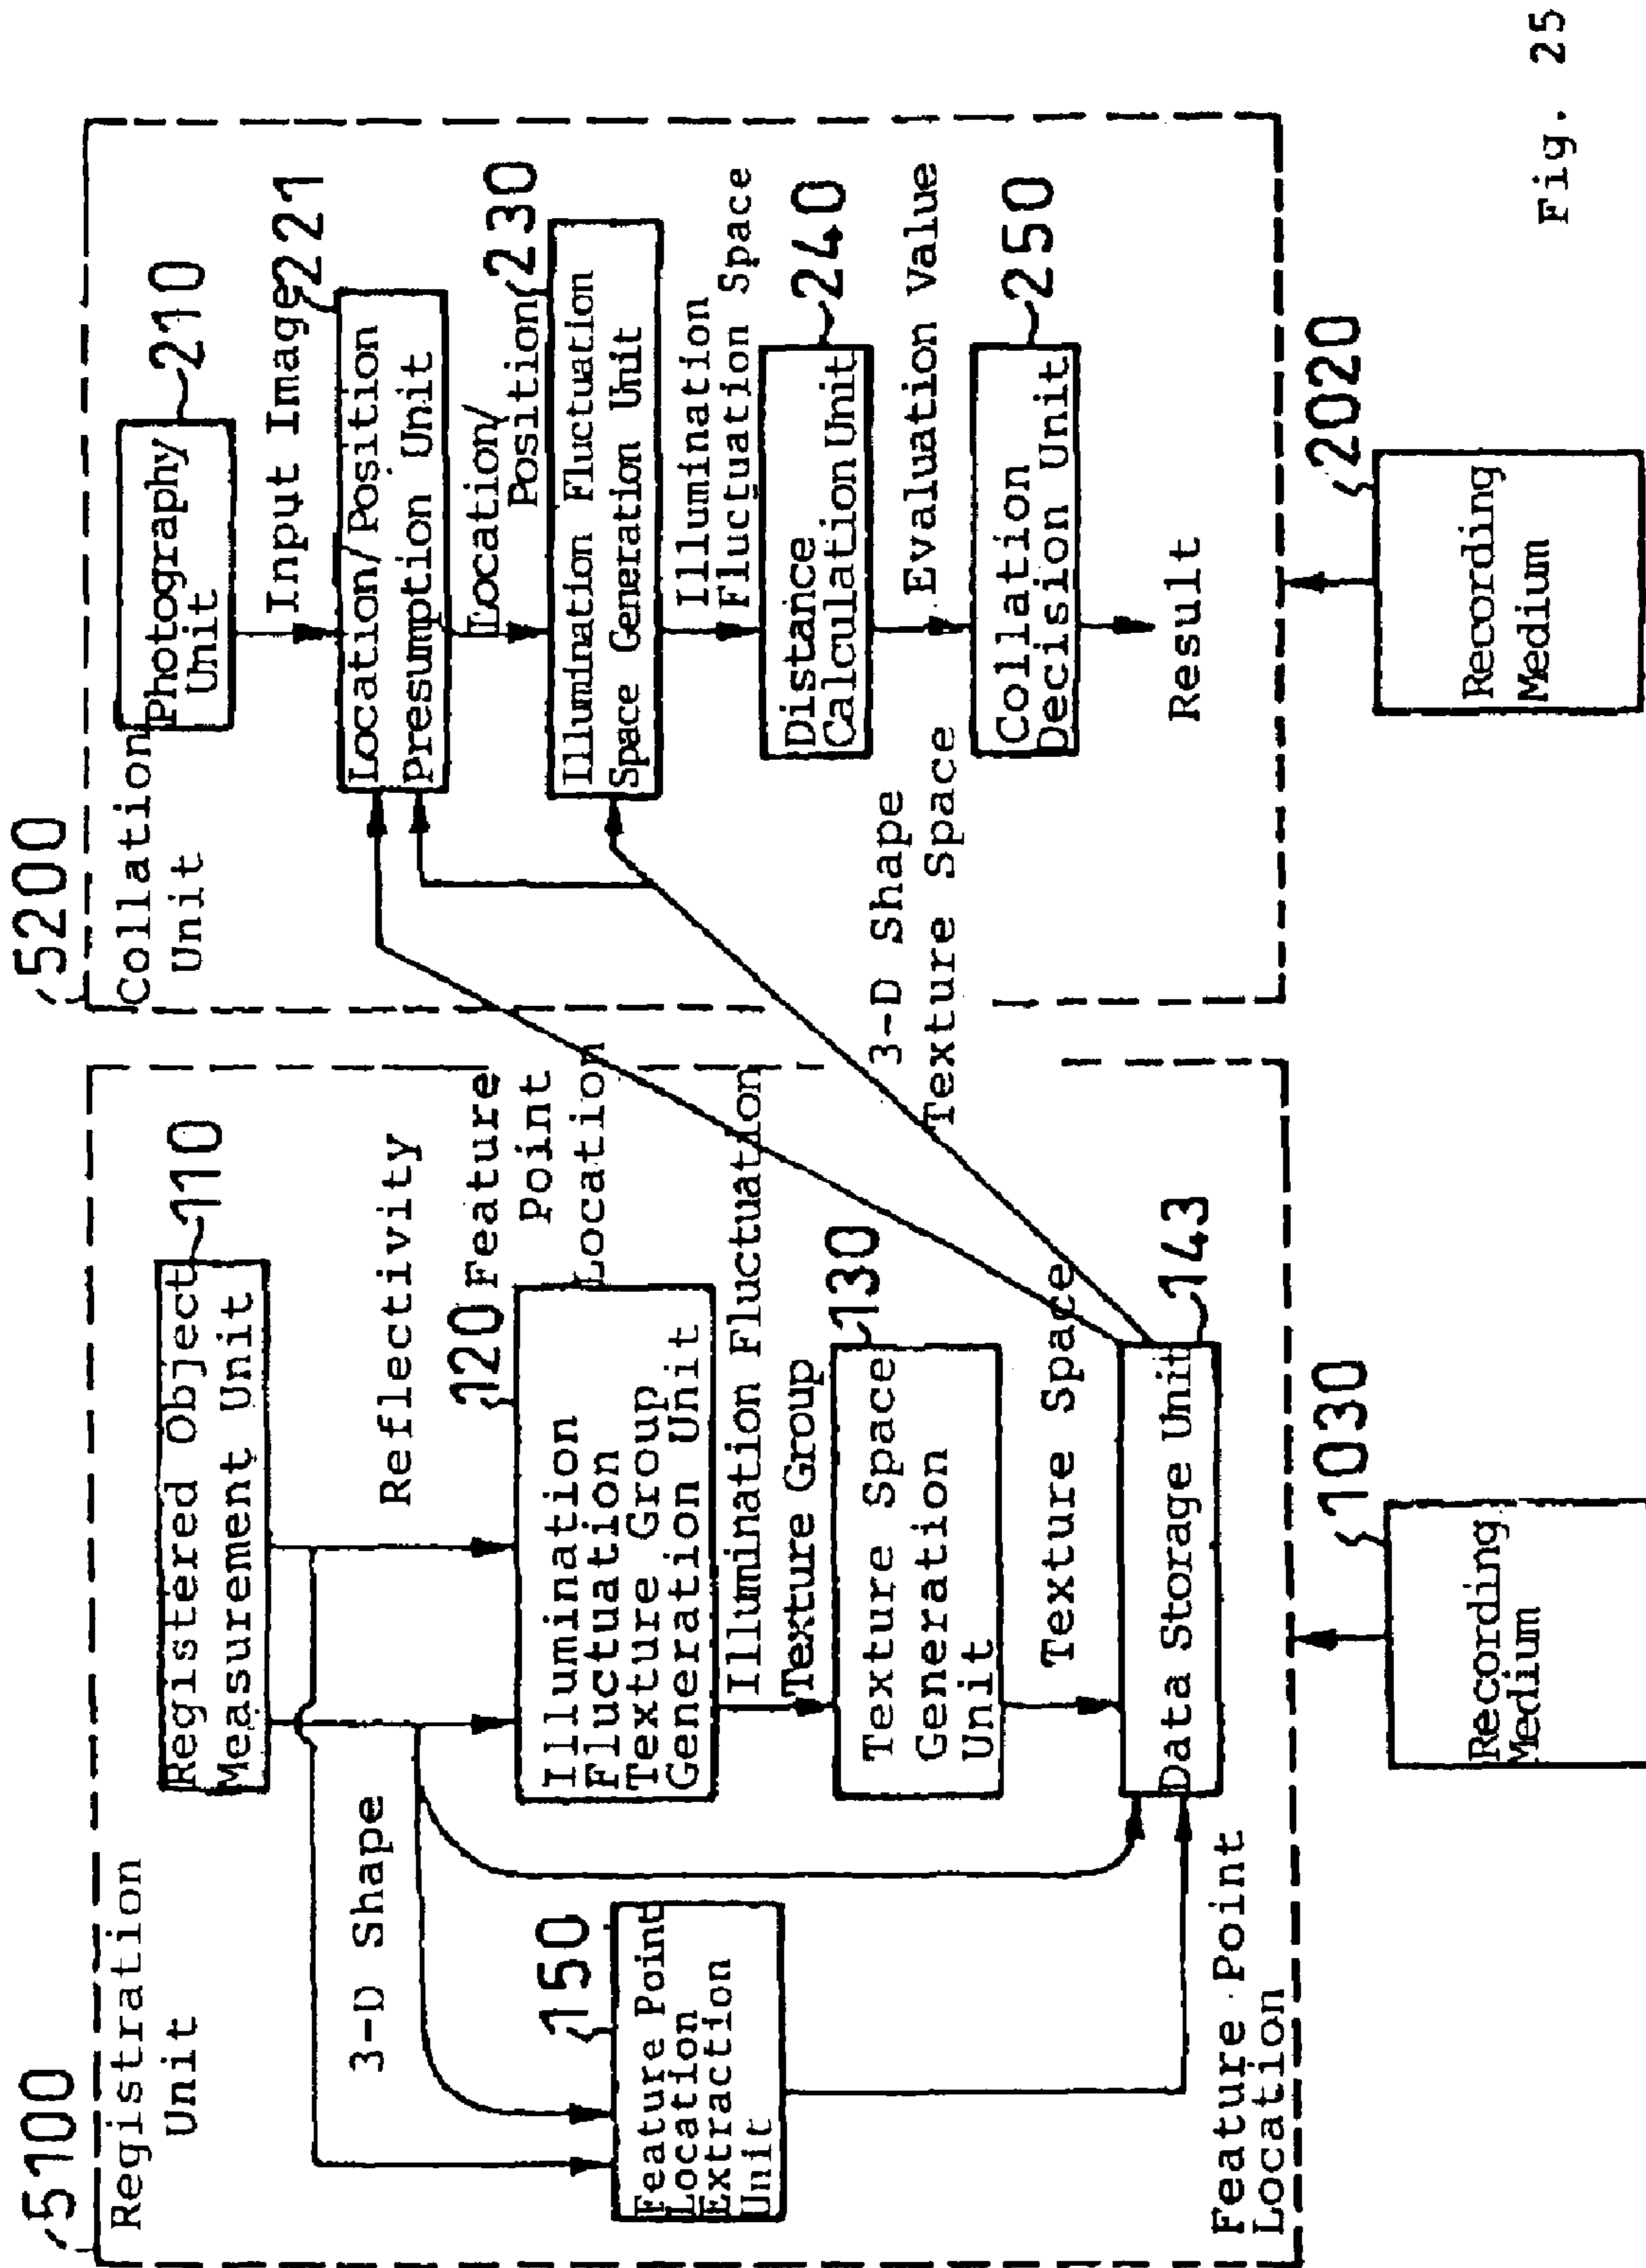 5100
Registration
Unit
Registered Object
Measurement Unit
110
3-D Shape
Reflectivity
150
Feature Point
Location
Extraction
Unit
120
Illumination
Fluctuation
Texture Group
Generation Unit
Feature
Point
Location
Illumination Fluctuation
Texture Group
130
Texture Space
Generation
Unit
Texture Space
143
Data Storage Unit
Feature Point
Location
1030
Recording
Medium
5200
Collation
Unit
Photography
Unit
210
Input Image
221
Location/Position
Presumption Unit
Location/
Position
230
Illumination Fluctuation
Space Generation Unit
Illumination
Fluctuation Space
3-D Shape
Texture Space
Distance
Calculation Unit
240
Evaluation Value
Collation
Decision Unit
250
Result
2020
Recording
Medium
Fig. 25